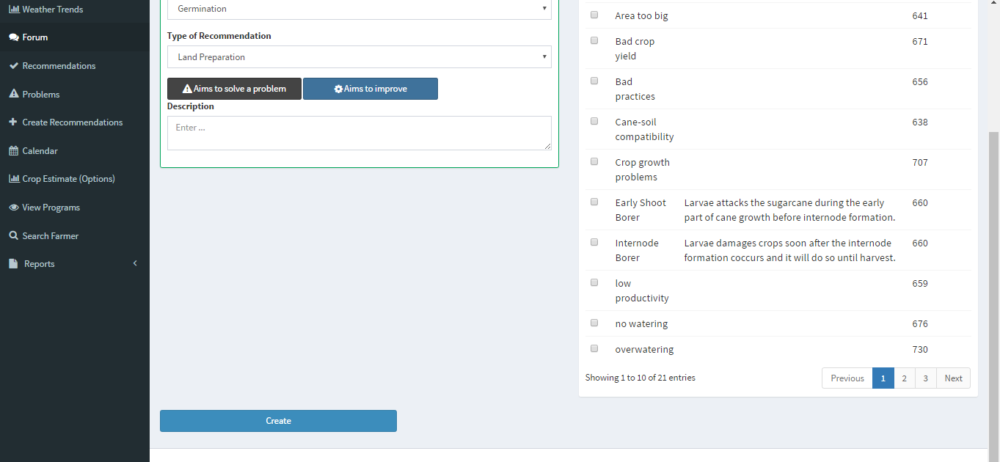 Weather Trends
Forum
Recommendations
Problems
Create Recommendations
Calendar
Crop Estimate (Options)
View Programs
Search Farmer
Reports
Germination
Type of Recommendation
Land Preparation
Aims to solve a problem
Aims to improve
Description
Enter ...
Create
Area too big 641
Bad crop 671
yield
Bad 656
practices
Cane-soil 638
compatibility
Crop growth 707
problems
Early Shoot Larvae attacks the sugarcane during the early 660
Borer part of cane growth before internode formation.
Internode Larvae damages crops soon after the internode 660
Borer formation coccurs and it will do so until harvest.
low 659
productivity
no watering 676
overwatering 730
Showing 1 to 10 of 21 entries
Previous 1 2 3 Next